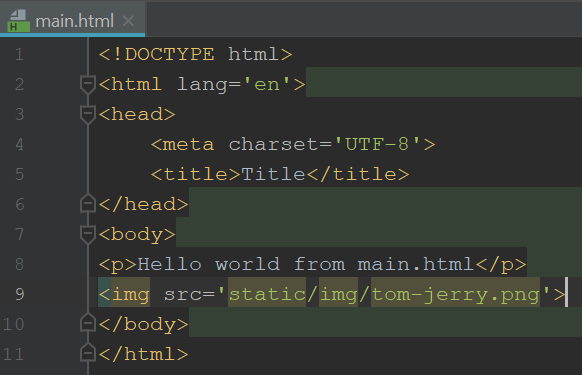 main.html
1 <!DOCTYPE html>
2 <html lang='en'>
3 <head>
4     <meta charset='UTF-8'>
5     <title>Title</title>
6 </head>
7 <body>
8 <p>Hello world from main.html</p>
9 <img src='static/img/tom-jerry.png'>
10 </body>
11 </html>